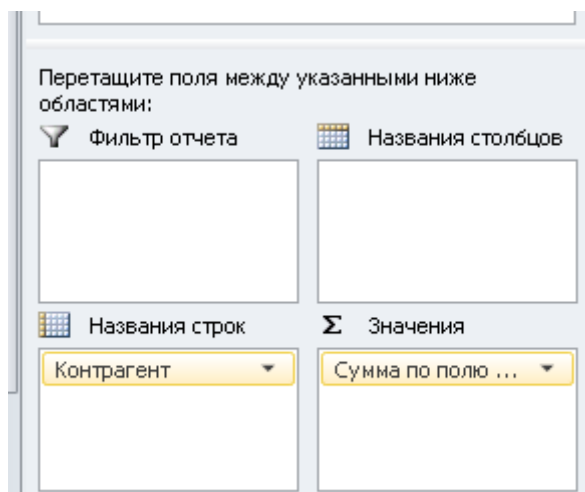 Перетащите поля между указанными ниже
областями:
Фильтр отчета
Названия столбцов
Названия строк
Σ Значения
Контрагент
Сумма по полю ...